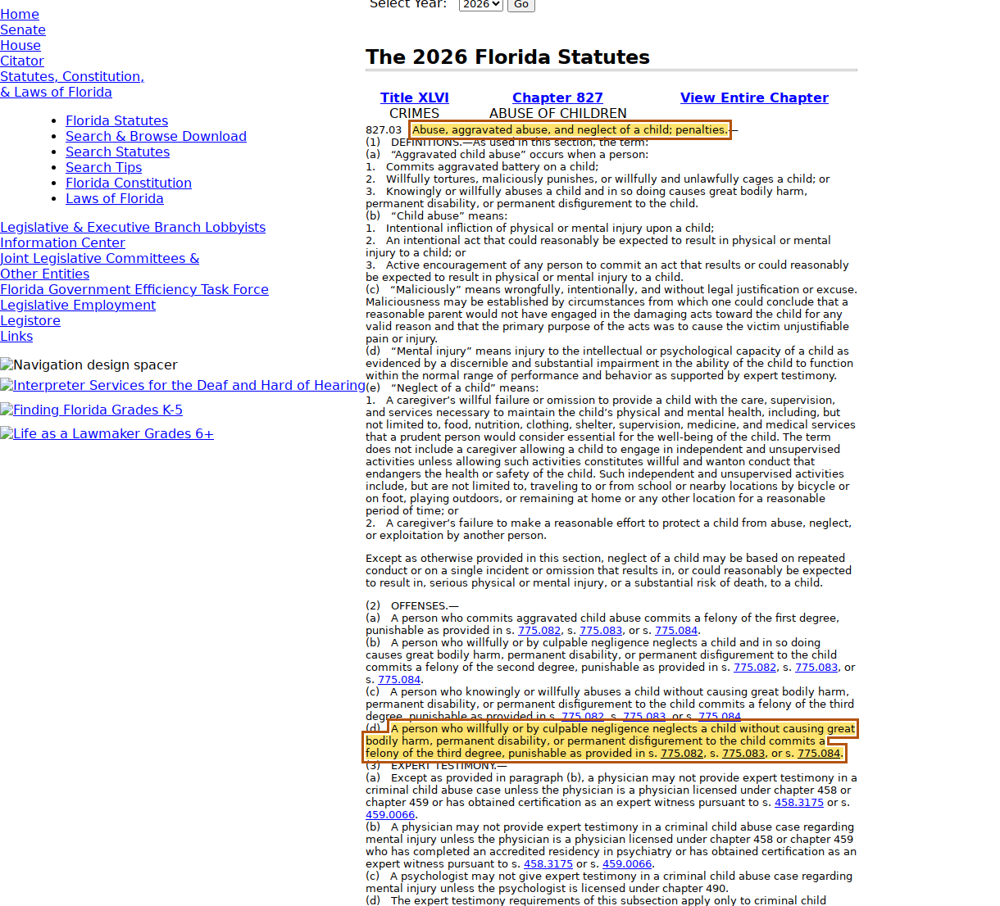 Select Year: 2026 Go
Home
Senate
House
Citator
Statutes, Constitution,
& Laws of Florida
Florida Statutes
Search & Browse Download
Search Statutes
Search Tips
Florida Constitution
Laws of Florida
Legislative & Executive Branch Lobbyists
Information Center
Joint Legislative Committees &
Other Entities
Florida Government Efficiency Task Force
Legislative Employment
Legistore
Links
Navigation design spacer
Interpreter Services for the Deaf and Hard of Hearing
Finding Florida Grades K-5
Life as a Lawmaker Grades 6+
The 2026 Florida Statutes
Title XLVI Chapter 827 View Entire Chapter
CRIMES ABUSE OF CHILDREN
827.03 Abuse, aggravated abuse, and neglect of a child; penalties.—
(1) DEFINITIONS.—As used in this section, the term:
(a) “Aggravated child abuse” occurs when a person:
1. Commits aggravated battery on a child;
2. Willfully tortures, maliciously punishes, or willfully and unlawfully cages a child; or
3. Knowingly or willfully abuses a child and in so doing causes great bodily harm,
permanent disability, or permanent disfigurement to the child.
(b) “Child abuse” means:
1. Intentional infliction of physical or mental injury upon a child;
2. An intentional act that could reasonably be expected to result in physical or mental
injury to a child; or
3. Active encouragement of any person to commit an act that results or could reasonably
be expected to result in physical or mental injury to a child.
(c) “Maliciously” means wrongfully, intentionally, and without legal justification or excuse.
Maliciousness may be established by circumstances from which one could conclude that a
reasonable parent would not have engaged in the damaging acts toward the child for any
valid reason and that the primary purpose of the acts was to cause the victim unjustifiable
pain or injury.
(d) “Mental injury” means injury to the intellectual or psychological capacity of a child as
evidenced by a discernible and substantial impairment in the ability of the child to function
within the normal range of performance and behavior as supported by expert testimony.
(e) “Neglect of a child” means:
1. A caregiver’s willful failure or omission to provide a child with the care, supervision,
and services necessary to maintain the child’s physical and mental health, including, but
not limited to, food, nutrition, clothing, shelter, supervision, medicine, and medical services
that a prudent person would consider essential for the well-being of the child. The term
does not include a caregiver allowing a child to engage in independent and unsupervised
activities unless allowing such activities constitutes willful and wanton conduct that
endangers the health or safety of the child. Such independent and unsupervised activities
include, but are not limited to, traveling to or from school or nearby locations by bicycle or
on foot, playing outdoors, or remaining at home or any other location for a reasonable
period of time; or
2. A caregiver’s failure to make a reasonable effort to protect a child from abuse, neglect,
or exploitation by another person.
Except as otherwise provided in this section, neglect of a child may be based on repeated
conduct or on a single incident or omission that results in, or could reasonably be expected
to result in, serious physical or mental injury, or a substantial risk of death, to a child.
(2) OFFENSES.—
(a) A person who commits aggravated child abuse commits a felony of the first degree,
punishable as provided in s. 775.082, s. 775.083, or s. 775.084.
(b) A person who willfully or by culpable negligence neglects a child and in so doing
causes great bodily harm, permanent disability, or permanent disfigurement to the child
commits a felony of the second degree, punishable as provided in s. 775.082, s. 775.083, or
s. 775.084.
(c) A person who knowingly or willfully abuses a child without causing great bodily harm,
permanent disability, or permanent disfigurement to the child commits a felony of the third
degree, punishable as provided in s. 775.082, s. 775.083, or s. 775.084.
(d) A person who willfully or by culpable negligence neglects a child without causing great
bodily harm, permanent disability, or permanent disfigurement to the child commits a
felony of the third degree, punishable as provided in s. 775.082, s. 775.083, or s. 775.084.
(3) EXPERT TESTIMONY.—
(a) Except as provided in paragraph (b), a physician may not provide expert testimony in a
criminal child abuse case unless the physician is a physician licensed under chapter 458 or
chapter 459 or has obtained certification as an expert witness pursuant to s. 458.3175 or s.
459.0066.
(b) A physician may not provide expert testimony in a criminal child abuse case regarding
mental injury unless the physician is a physician licensed under chapter 458 or chapter 459
who has completed an accredited residency in psychiatry or has obtained certification as an
expert witness pursuant to s. 458.3175 or s. 459.0066.
(c) A psychologist may not give expert testimony in a criminal child abuse case regarding
mental injury unless the psychologist is licensed under chapter 490.
(d) The expert testimony requirements of this subsection apply only to criminal child